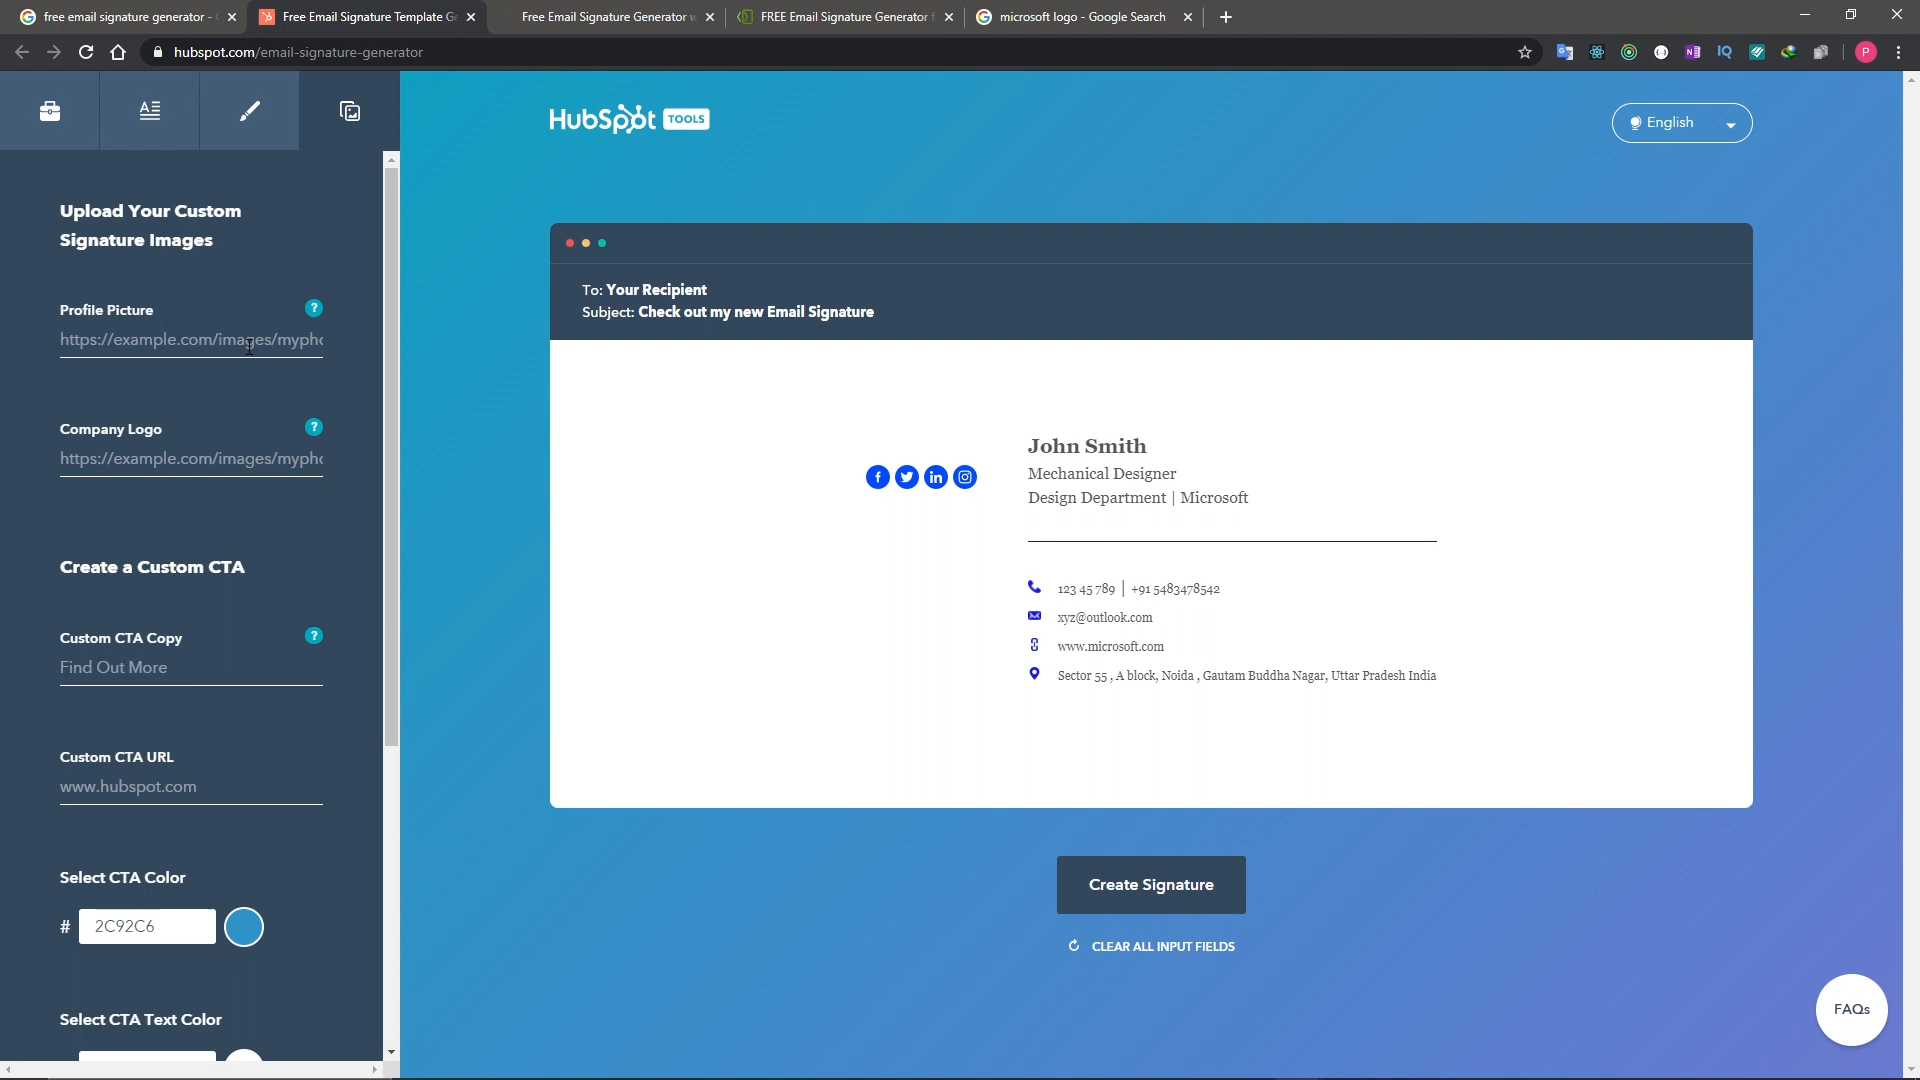 free email signature generator -
Free Email Signature Template Ge
Free Email Signature Generator w
FREE Email Signature Generator f
microsoft logo - Google Search
hubspot.com/email-signature-generator
P
HubSpot TOOLS
English
Upload Your Custom
Signature Images
Profile Picture
?
https://example.com/images/mypho
Company Logo
?
https://example.com/images/mypho
Create a Custom CTA
Custom CTA Copy
?
Find Out More
Custom CTA URL
www.hubspot.com
Select CTA Color
# 2C92C6
Select CTA Text Color
To: Your Recipient
Subject: Check out my new Email Signature
John Smith
Mechanical Designer
Design Department | Microsoft
123 45 789 | +91 5483478542
xyz@outlook.com
www.microsoft.com
Sector 55 , A block, Noida , Gautam Buddha Nagar, Uttar Pradesh India
Create Signature
CLEAR ALL INPUT FIELDS
FAQs